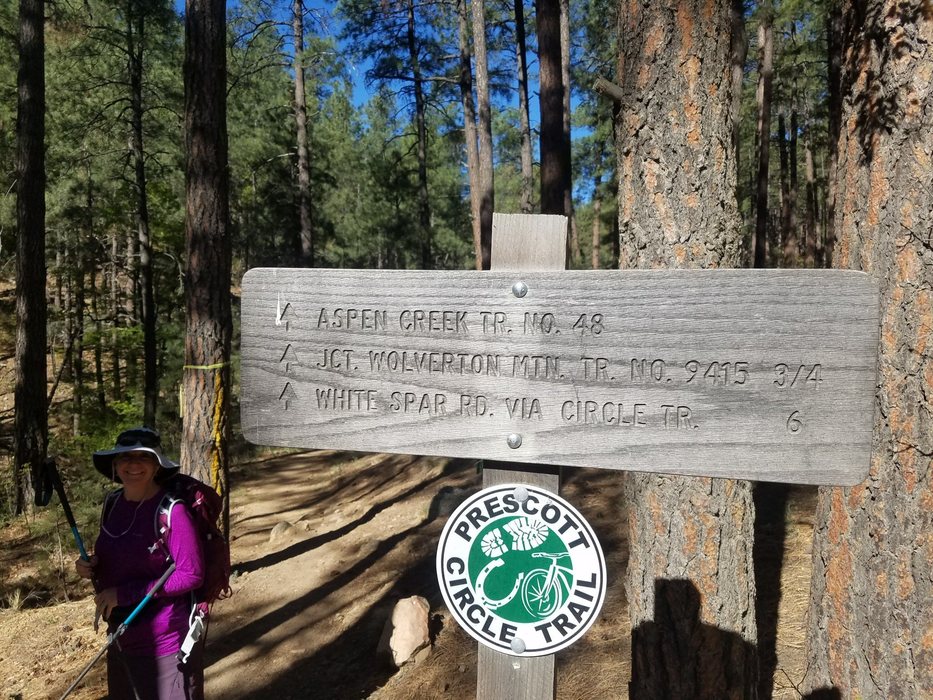 ASPEN CREEK TR. NO. 48
JCT. WOLVERTON MTN. TR. NO. 9415 3/4
WHITE SPAR RD. VIA CIRCLE TR. 6
PRESCOTT
CIRCLE TRAIL